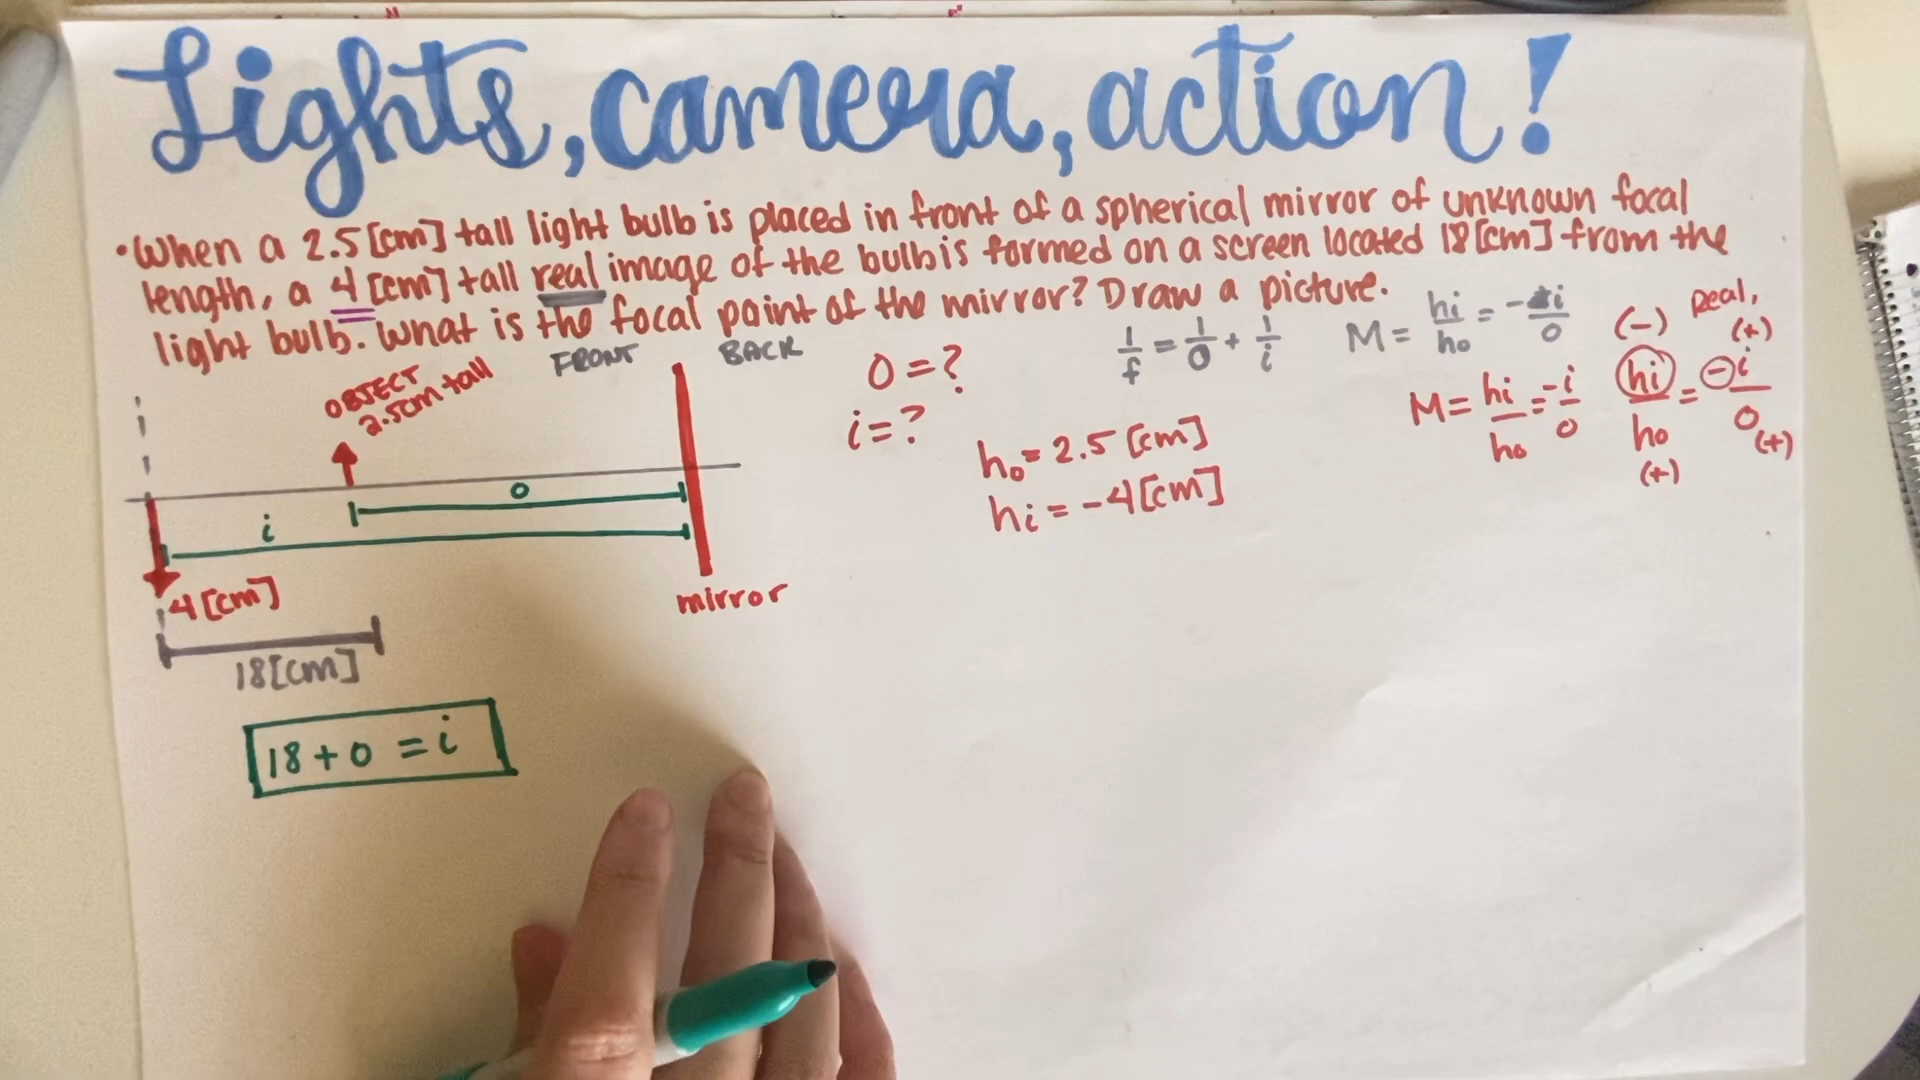 Lights, camera, action!
• When a 2.5 [cm] tall light bulb is placed in front of a spherical mirror of unknown focal
length, a 4 [cm] tall real image of the bulb is formed on a screen located 18 [cm] from the
light bulb. What is the focal point of the mirror? Draw a picture.
FRONT BACK
OBJECT
2.5cm tall
o
i
4 [cm]
mirror
18 [cm]
18 + o = i
o = ?
i = ?
ho = 2.5 [cm]
hi = -4 [cm]
1/f = 1/o + 1/i
M = hi/ho = -i/o
M = hi/ho = -i/o
(-) Real,
(+)
hi/ho = -i/o
(+) (+)